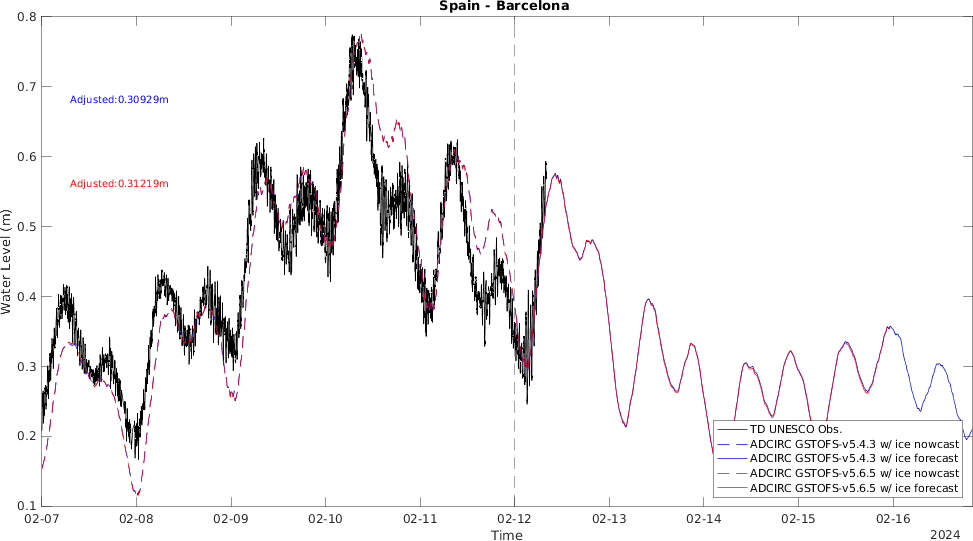 Spain - Barcelona
0.8
0.7
0.6
0.5
0.4
0.3
0.2
0.1
Water Level (m)
Adjusted:0.30929m
Adjusted:0.31219m
TD UNESCO Obs.
ADCIRC GSTOFS-v5.4.3 w/ ice nowcast
ADCIRC GSTOFS-v5.4.3 w/ ice forecast
ADCIRC GSTOFS-v5.6.5 w/ ice nowcast
ADCIRC GSTOFS-v5.6.5 w/ ice forecast
02-07 02-08 02-09 02-10 02-11 02-12 02-13 02-14 02-15 02-16
Time
2024